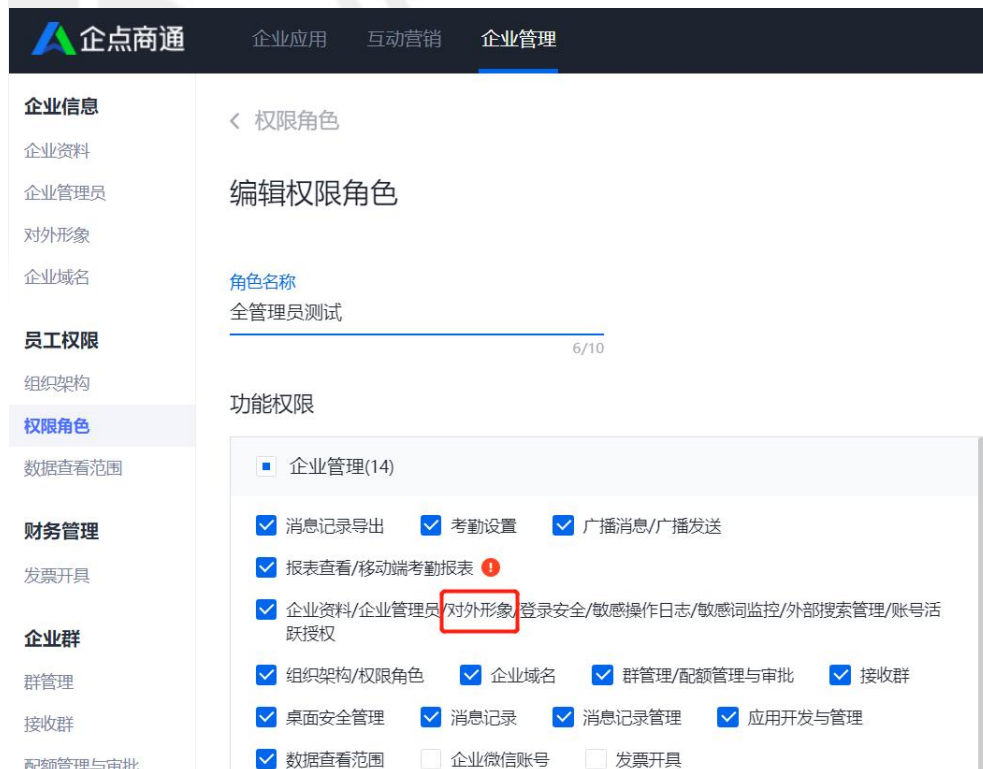 企点商通
企业应用 互动营销 企业管理
企业信息
企业资料
企业管理员
对外形象
企业域名
员工权限
组织架构
权限角色
数据查看范围
财务管理
发票开具
企业群
群管理
接收群
配额管理与审批
< 权限角色
编辑权限角色
角色名称
全管理员测试
6/10
功能权限
企业管理(14)
消息记录导出 考勤设置 广播消息/广播发送
报表查看/移动端考勤报表
企业资料/企业管理员/对外形象/登录安全/敏感操作日志/敏感词监控/外部搜索管理/账号活
跃授权
组织架构/权限角色 企业域名 群管理/配额管理与审批 接收群
桌面安全管理 消息记录 消息记录管理 应用开发与管理
数据查看范围 企业微信账号 发票开具